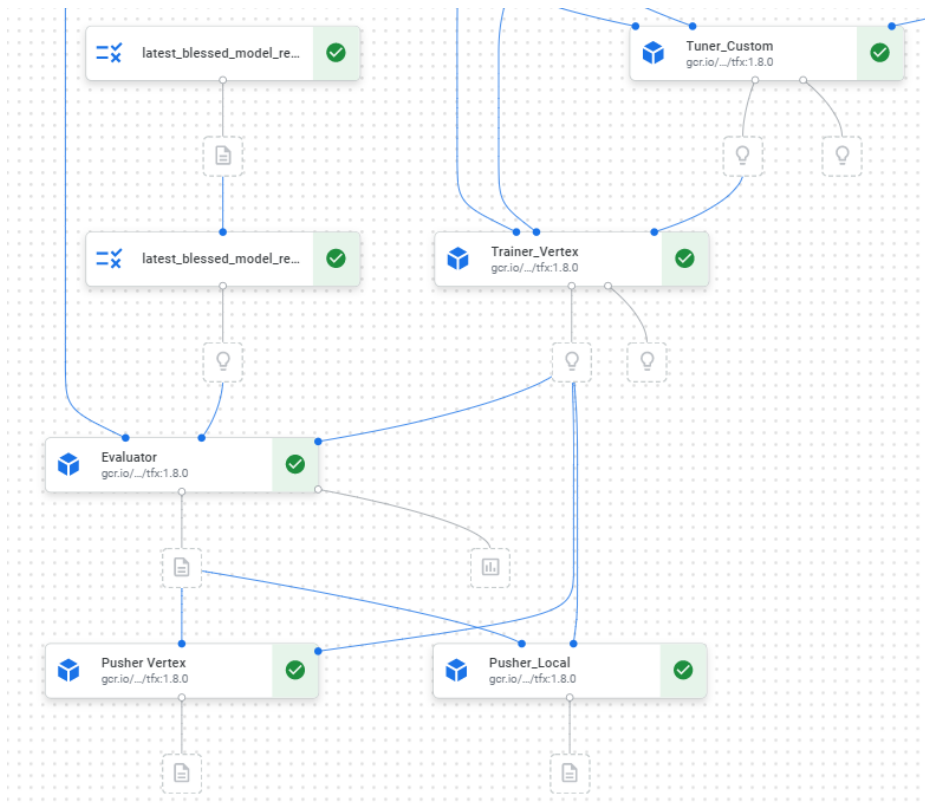 latest_blessed_model_re...
Tuner_Custom
gcr.io/.../tfx:1.8.0
latest_blessed_model_re...
Trainer_Vertex
gcr.io/.../tfx:1.8.0
Evaluator
gcr.io/.../tfx:1.8.0
Pusher Vertex
gcr.io/.../tfx:1.8.0
Pusher_Local
gcr.io/.../tfx:1.8.0